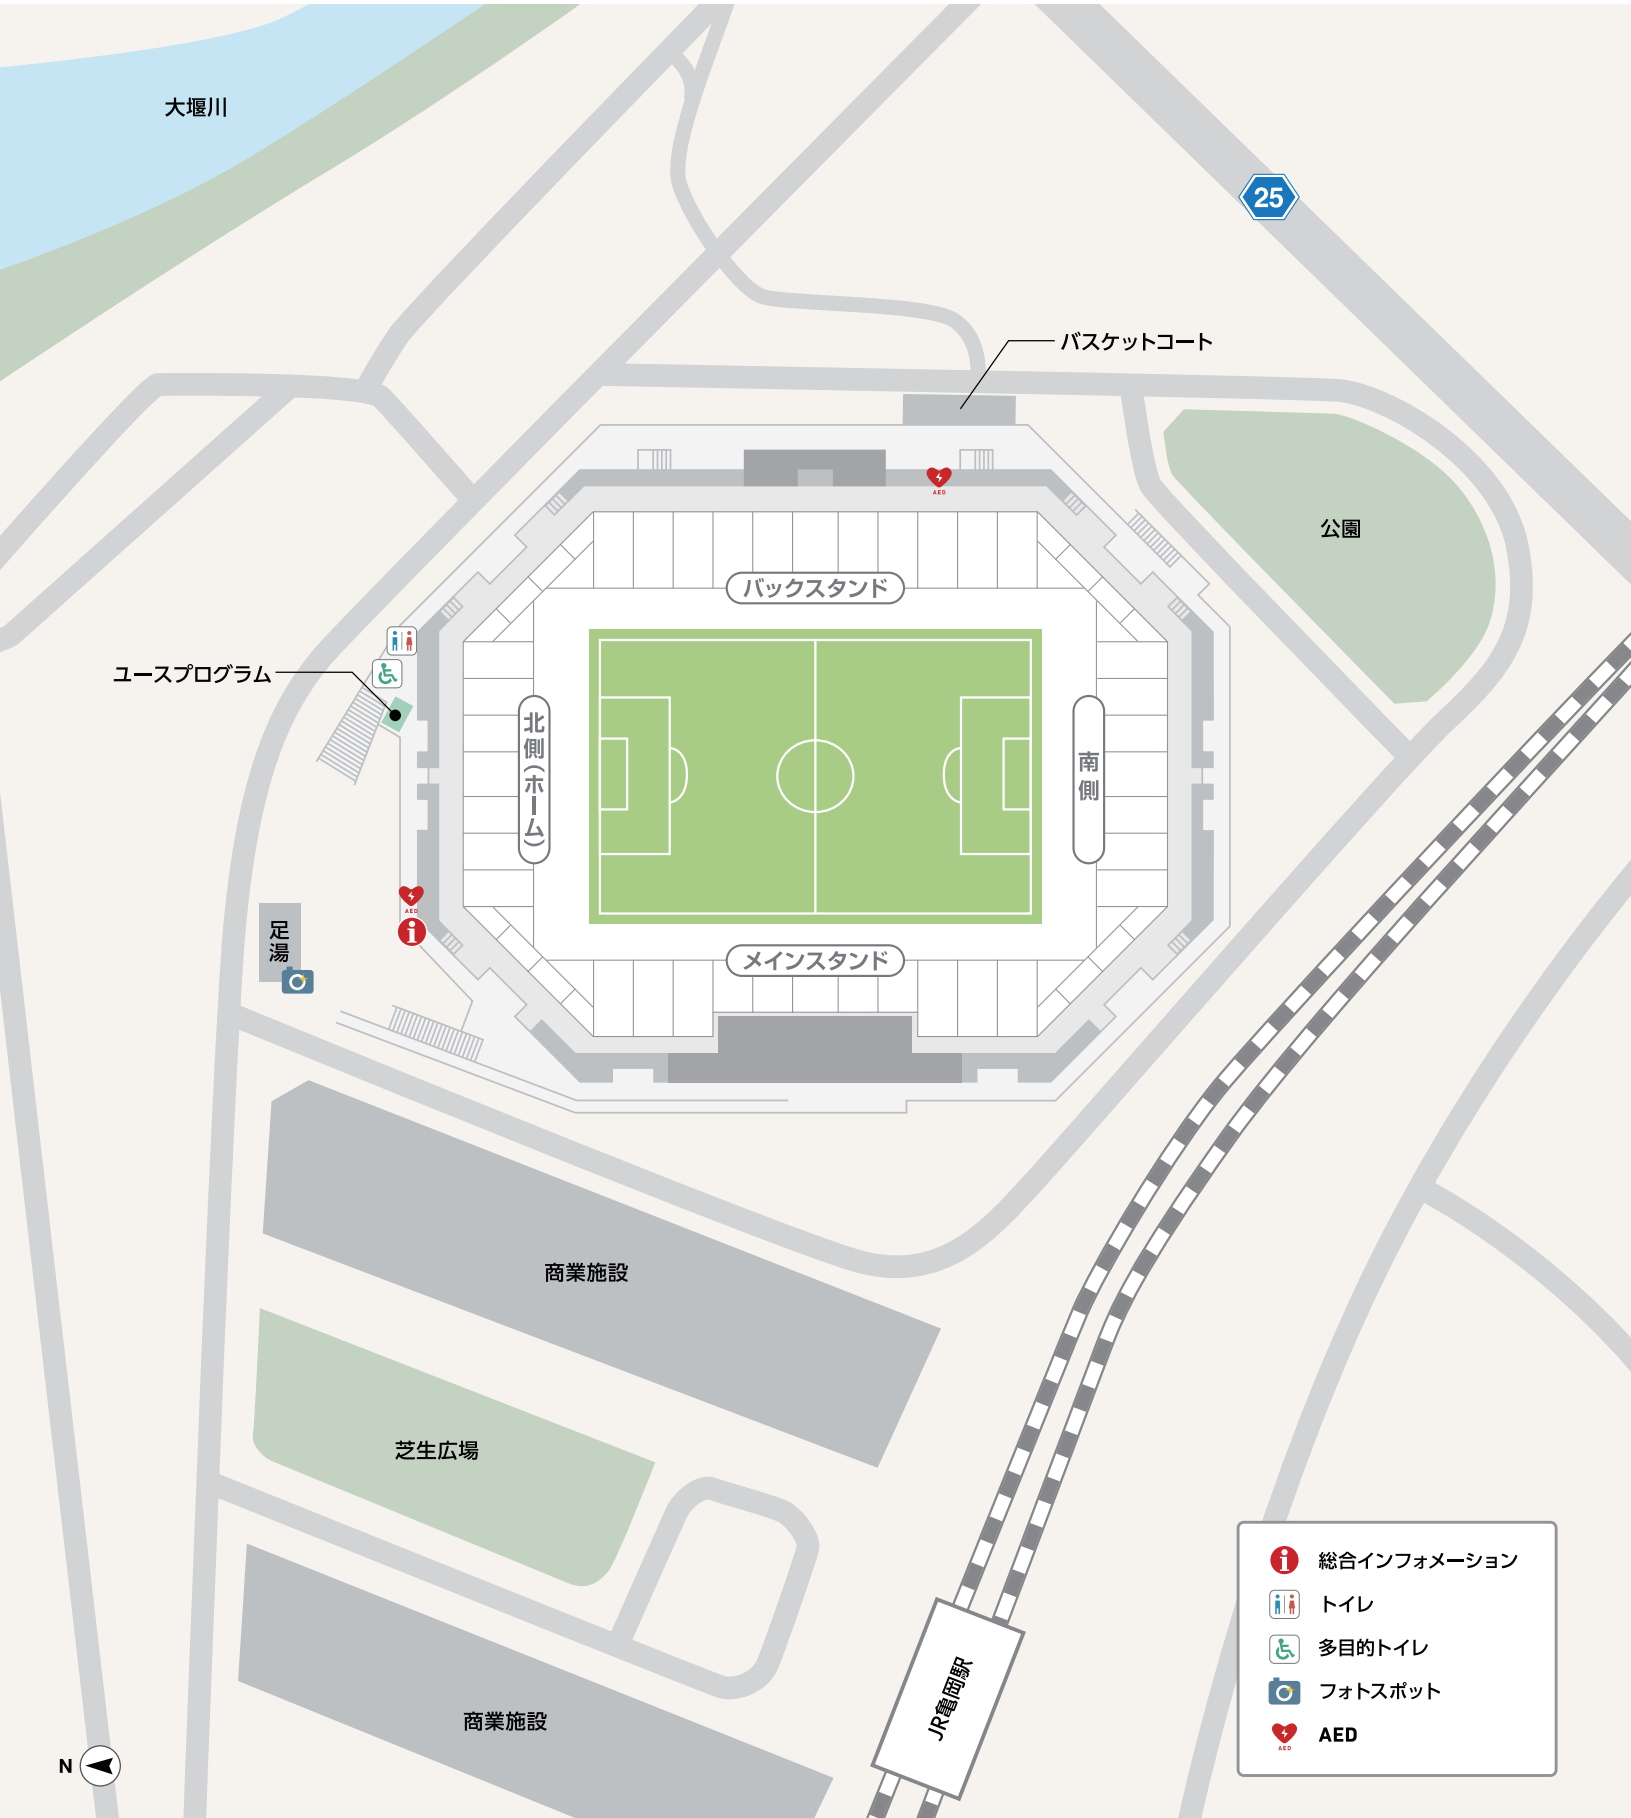 大堰川
25
バスケットコート
AED
公園
バックスタンド
ユースプログラム
北側(ホーム)
南側
AED
足湯
メインスタンド
商業施設
芝生広場
商業施設
JR亀岡駅
N
総合インフォメーション
トイレ
多目的トイレ
フォトスポット
AED
AED